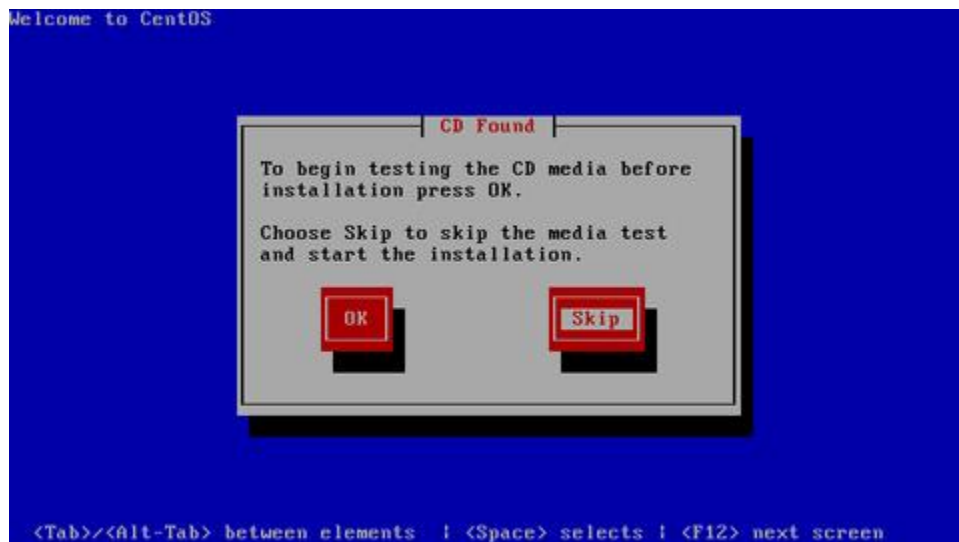 Welcome to CentOS
CD Found
To begin testing the CD media before
installation press OK.
Choose Skip to skip the media test
and start the installation.
OK Skip
<Tab>/<Alt-Tab> between elements | <Space> selects | <F12> next screen